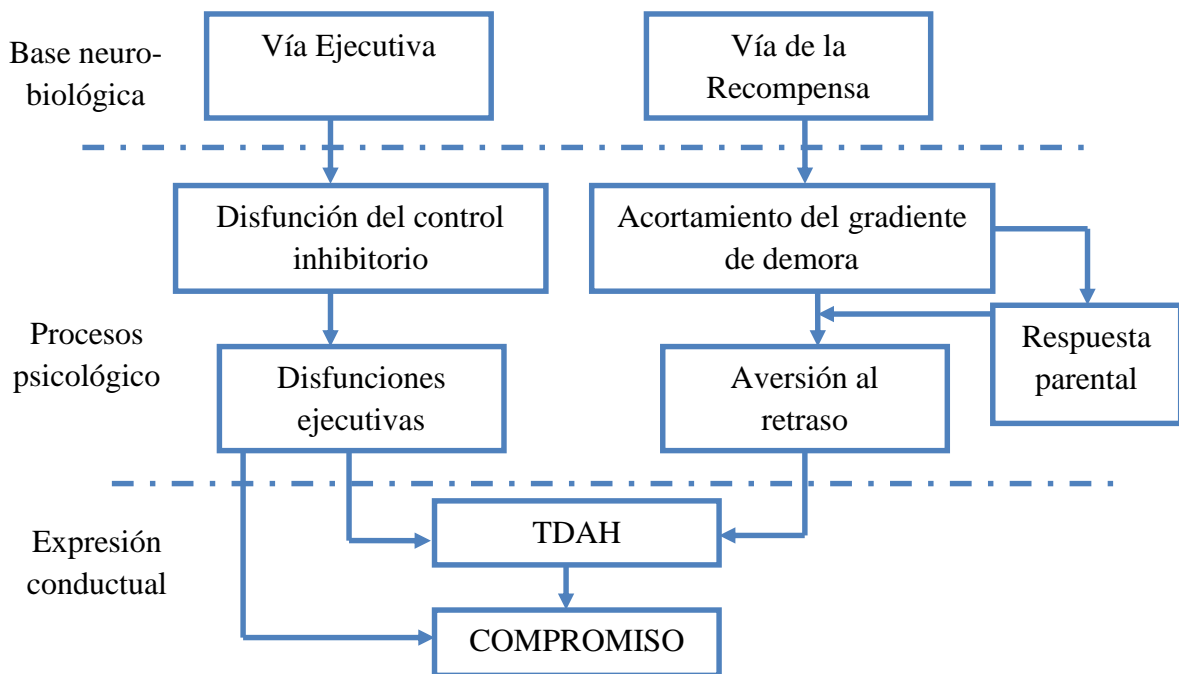 Base neuro-
biológica
Vía Ejecutiva
Vía de la
Recompensa
Disfunción del control
inhibitorio
Acortamiento del gradiente
de demora
Procesos
psicológico
Disfunciones
ejecutivas
Aversión al
retraso
Respuesta
parental
Expresión
conductual
TDAH
COMPROMISO